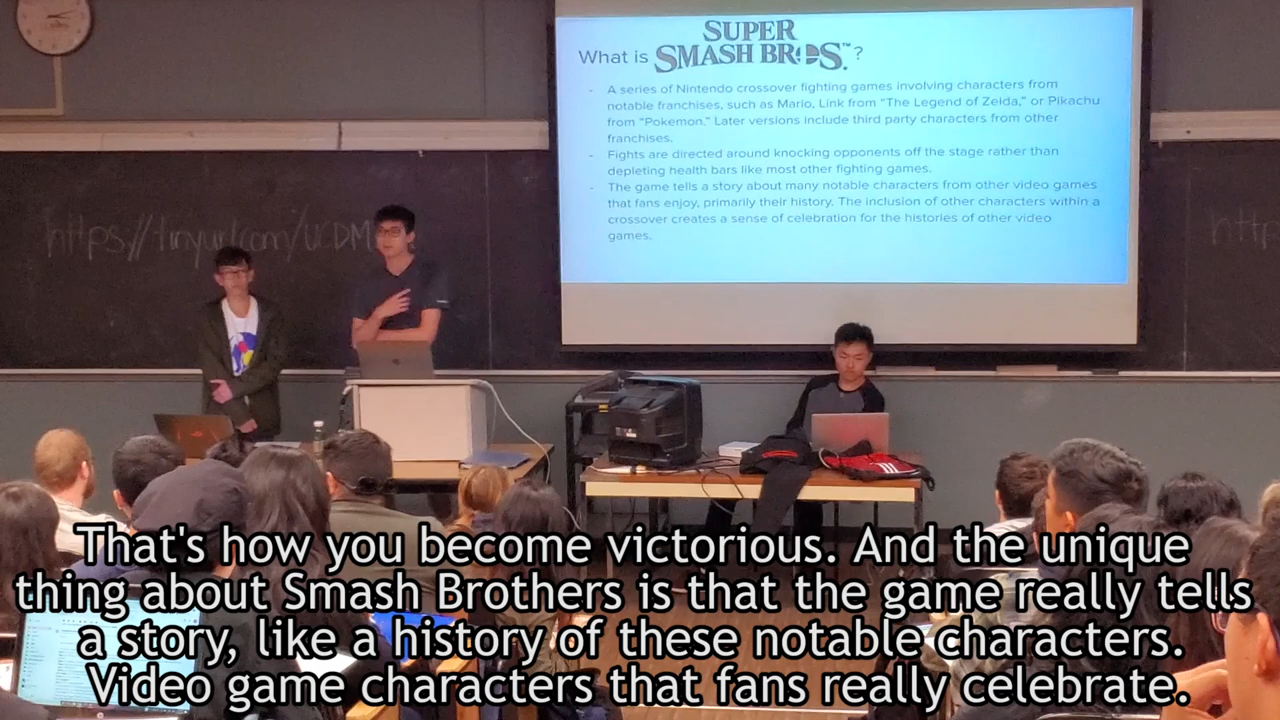 SUPER
What is SMASH BROS.™?
- A series of Nintendo crossover fighting games involving characters from
notable franchises, such as Mario, Link from “The Legend of Zelda,” or Pikachu
from “Pokemon.” Later versions include third party characters from other
franchises.
- Fights are directed around knocking opponents off the stage rather than
depleting health bars like most other fighting games.
- The game tells a story about many notable characters from other video games
that fans enjoy, primarily their history. The inclusion of other characters within a
crossover creates a sense of celebration for the histories of other video
games.
https://tinyurl.com/UCDM
http
That's how you become victorious. And the unique
thing about Smash Brothers is that the game really tells
a story, like a history of these notable characters.
Video game characters that fans really celebrate.